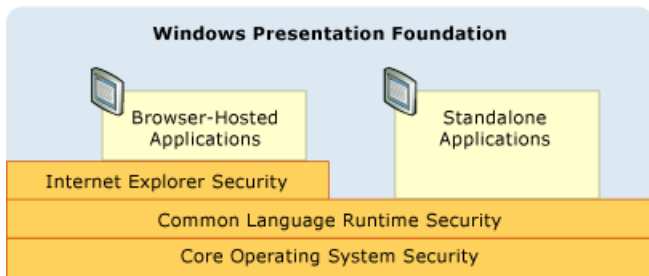 Windows Presentation Foundation
Browser-Hosted
Applications
Standalone
Applications
Internet Explorer Security
Common Language Runtime Security
Core Operating System Security